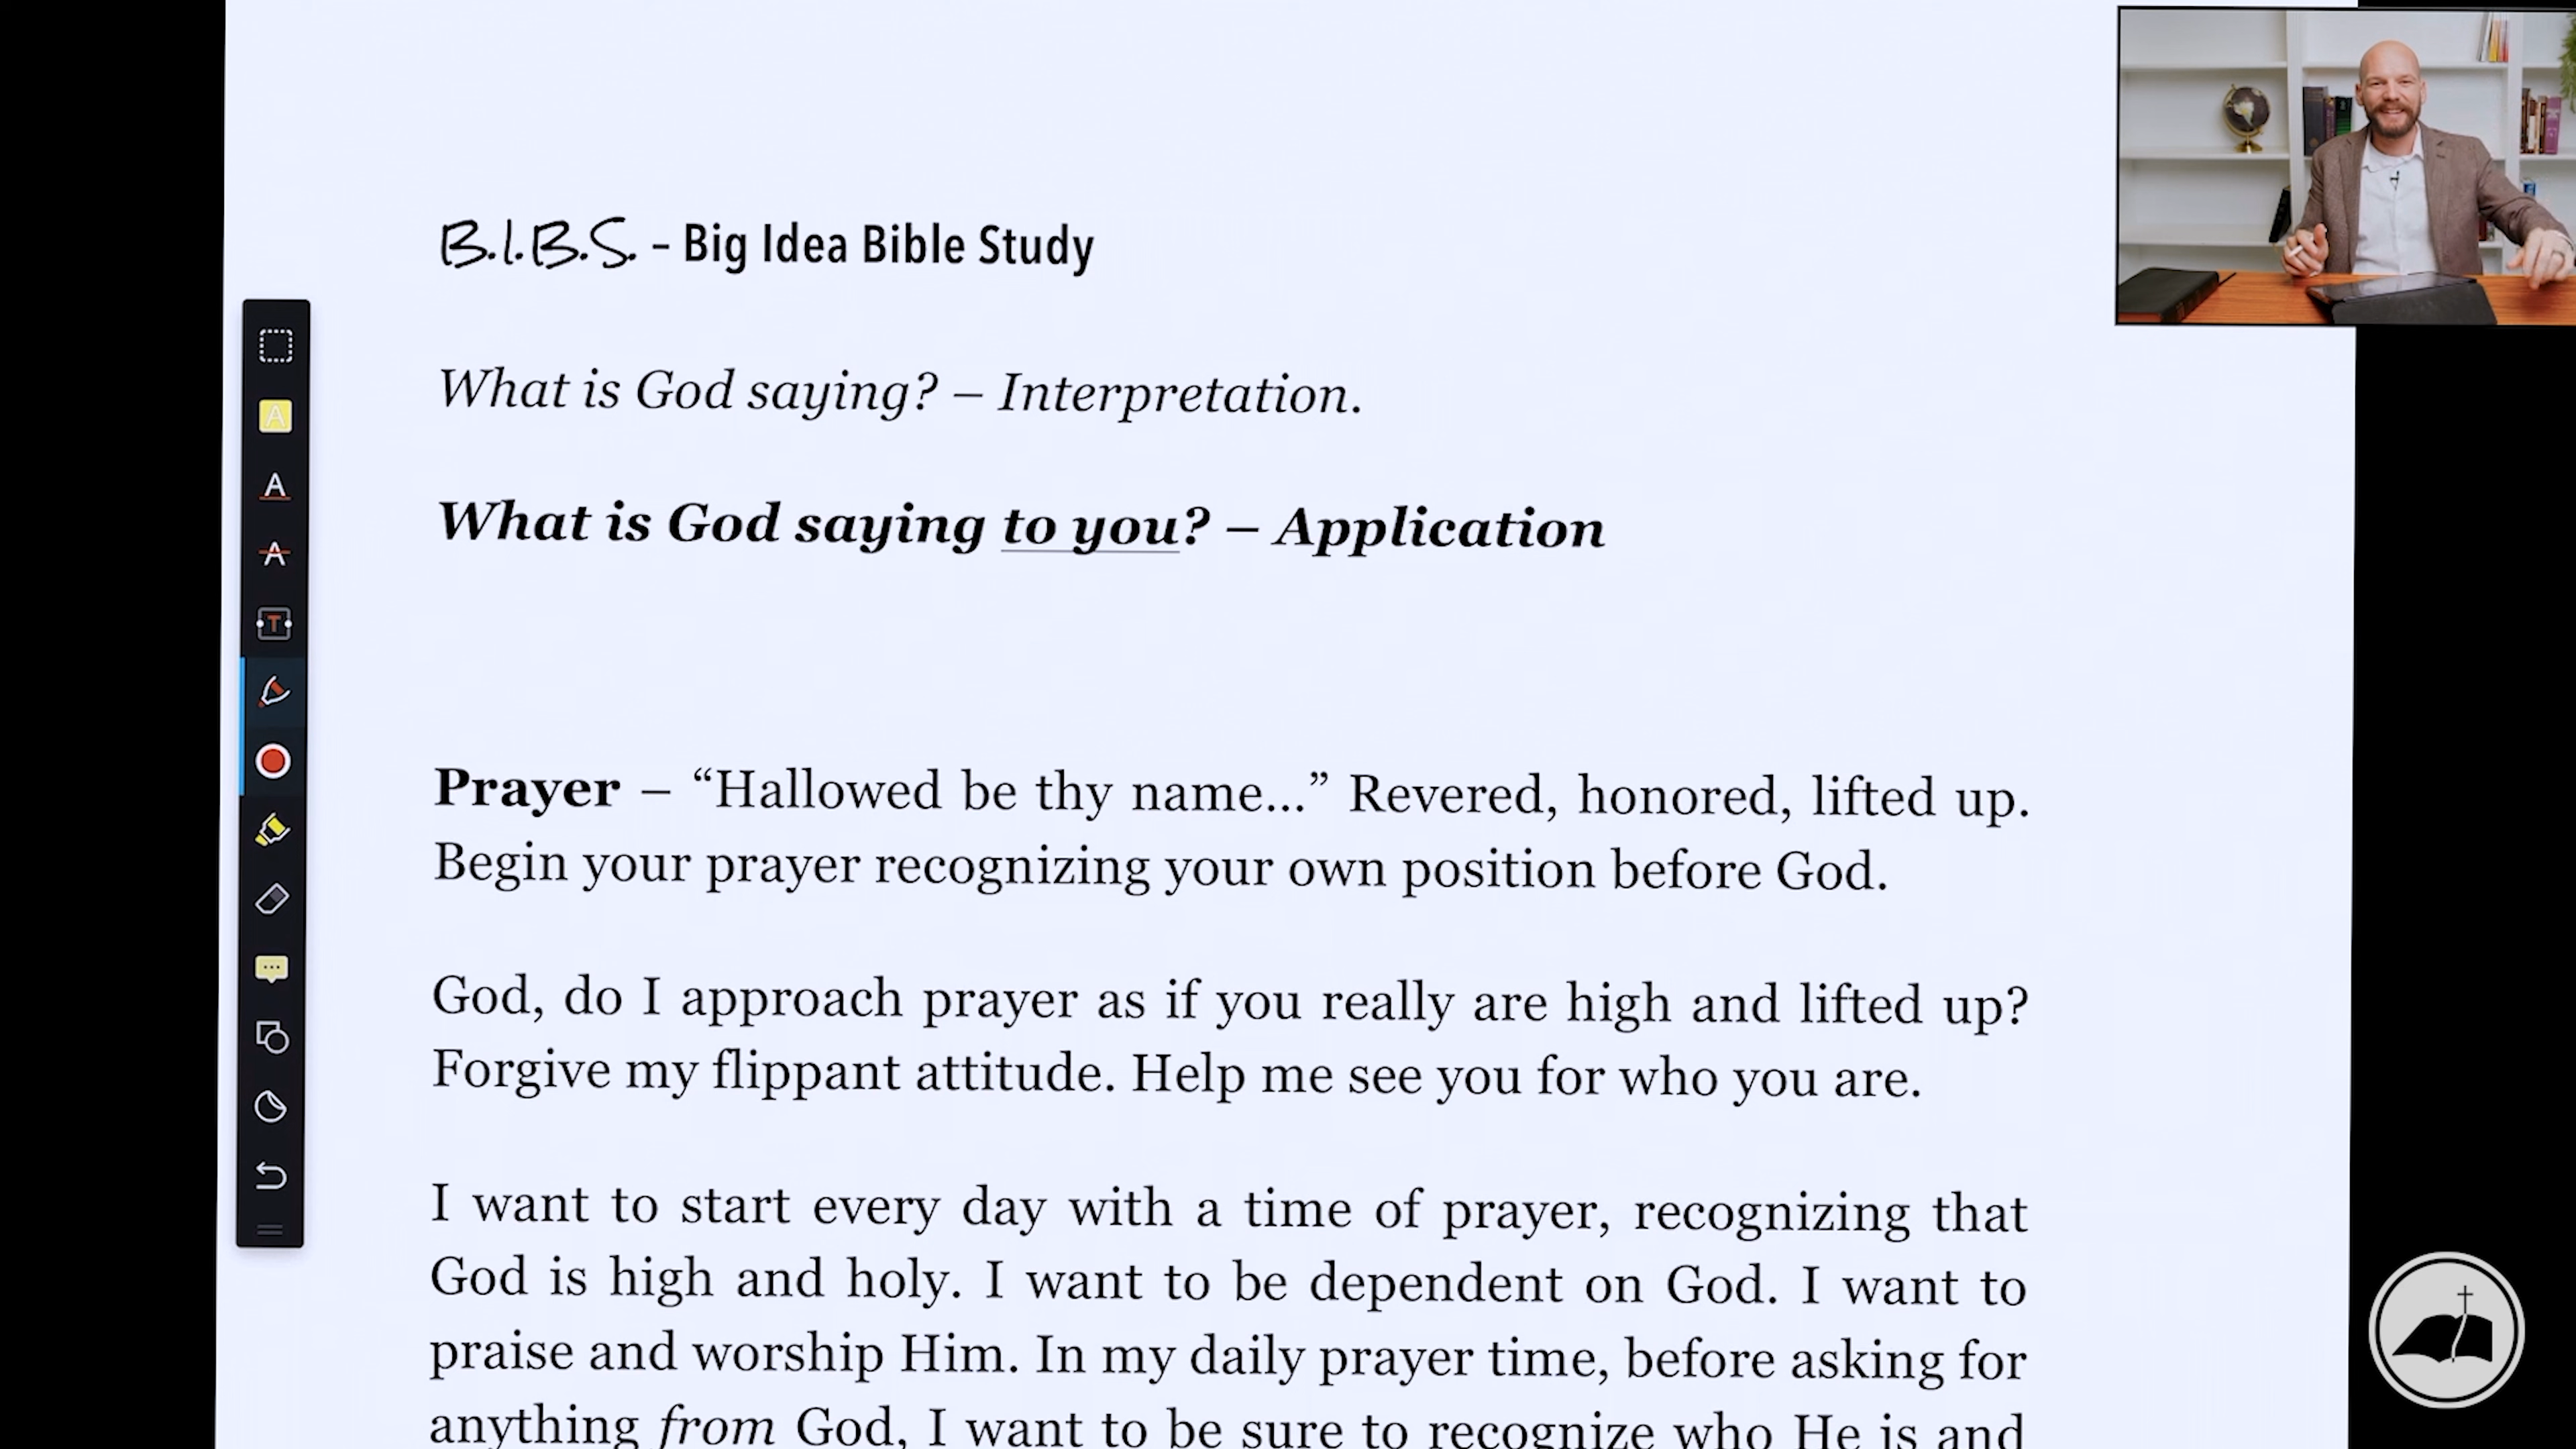 B.I.B.S. – Big Idea Bible Study
What is God saying? – Interpretation.
What is God saying to you? – Application
Prayer – “Hallowed be thy name...” Revered, honored, lifted up.
Begin your prayer recognizing your own position before God.
God, do I approach prayer as if you really are high and lifted up?
Forgive my flippant attitude. Help me see you for who you are.
I want to start every day with a time of prayer, recognizing that
God is high and holy. I want to be dependent on God. I want to
praise and worship Him. In my daily prayer time, before asking for
anything from God, I want to be sure to recognize who He is and